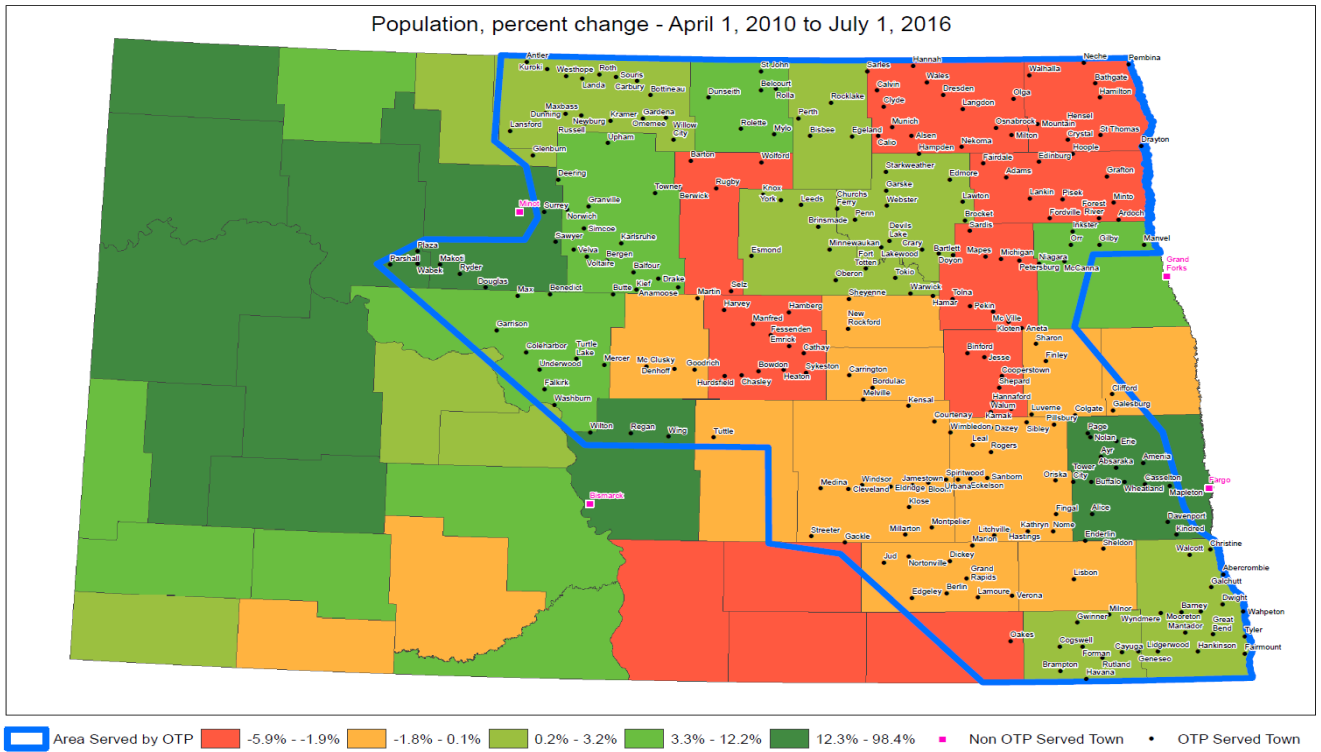 Population, percent change - April 1, 2010 to July 1, 2016
Antler
Kuroki
Westhope
Roth
Landa
Souris
Carbury
Bottineau
Maxbass
Dunning
Lansford
Newburg
Russell
Kramer
Gardena
Omemee
Willow
City
Upham
Glenburn
St John
Belcourt
Rolla
Dunseith
Rolette
Mylo
Rocklake
Perth
Bisbee
Egeland
Sarles
Hannah
Calvin
Wales
Clyde
Dresden
Langdon
Munich
Alsen
Calio
Hampden
Nekoma
Walhalla
Neche
Pembina
Bathgate
Hamilton
Olga
Osnabrock
Mountain
Milton
Hensel
Crystal
St Thomas
Hoople
Drayton
Edinburg
Fairdale
Adams
Grafton
Lankin
Pisek
Minto
Forest
River
Fordville
Ardoch
Inkster
Orr
Gilby
Manvel
Grand
Forks
Niagara
McCanna
Petersburg
Michigan
Mapes
Sardis
Brocket
Lawton
Edmore
Starkweather
Garske
Webster
Churchs
Ferry
Penn
Leeds
York
Knox
Wolford
Barton
Rugby
Berwick
Towner
Deering
Minot
Surrey
Granville
Norwich
Simcoe
Karlsruhe
Sawyer
Velva
Bergen
Voltaire
Balfour
Drake
Kief
Anamoose
Butte
Benedict
Max
Douglas
Ryder
Makoti
Plaza
Parshall
Wabek
Brinsmade
Esmond
Minnewaukan
Devils
Lake
Fort
Totten
Lakewood
Crary
Bartlett
Doyon
Oberon
Tokio
Warwick
Sheyenne
Hamar
Tolna
Pekin
Mc Ville
Kloten
Aneta
Sharon
Finley
Martin
Selz
Harvey
Hamberg
Manfred
Fessenden
Emrick
Cathay
Sykeston
Bowdon
Heaton
Chasley
Hurdsfield
New
Rockford
Carrington
Bordulac
Melville
Binford
Jesse
Cooperstown
Shepard
Hannaford
Walum
Karnak
Garrison
Coleharbor
Turtle
Lake
Underwood
Mercer
Mc Clusky
Denhoff
Goodrich
Falkirk
Washburn
Wilton
Regan
Wing
Tuttle
Bismarck
Kensal
Courtenay
Wimbledon
Dazey
Sibley
Luverne
Pillsbury
Colgate
Clifford
Galesburg
Page
Nolan
Erie
Ayr
Absaraka
Amenia
Leal
Rogers
Medina
Windsor
Cleveland
Jamestown
Eldridge
Bloom
Spiritwood
Urbana
Eckelson
Sanborn
Oriska
Tower
City
Buffalo
Wheatland
Casselton
Mapleton
Fargo
Klose
Streeter
Gackle
Millarton
Montpelier
Litchville
Marion
Hastings
Kathryn
Nome
Fingal
Alice
Enderlin
Sheldon
Davenport
Kindred
Walcott
Christine
Abercrombie
Galchutt
Jud
Nortonville
Dickey
Grand
Rapids
Berlin
Edgeley
Lamoure
Verona
Lisbon
Gwinner
Milnor
Wyndmere
Barney
Mooreton
Mantador
Dwight
Wahpeton
Great
Bend
Tyler
Fairmount
Hankinson
Lidgerwood
Geneseo
Cayuga
Rutland
Forman
Cogswell
Brampton
Havana
Oakes
Area Served by OTP
-5.9% - -1.9%
-1.8% - 0.1%
0.2% - 3.2%
3.3% - 12.2%
12.3% - 98.4%
Non OTP Served Town
OTP Served Town